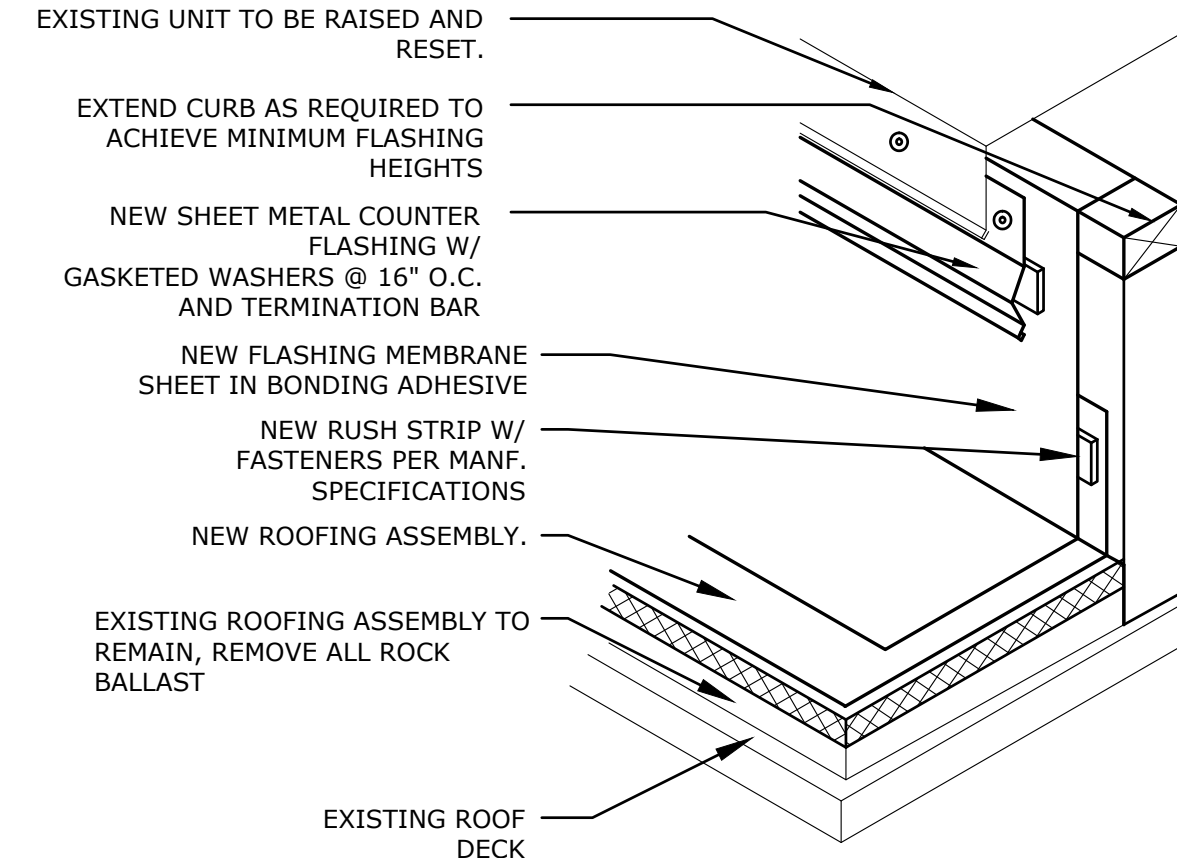 EXISTING UNIT TO BE RAISED AND
RESET.
EXTEND CURB AS REQUIRED TO
ACHIEVE MINIMUM FLASHING
HEIGHTS
NEW SHEET METAL COUNTER
FLASHING W/
GASKETED WASHERS @ 16" O.C.
AND TERMINATION BAR
NEW FLASHING MEMBRANE
SHEET IN BONDING ADHESIVE
NEW RUSH STRIP W/
FASTENERS PER MANF.
SPECIFICATIONS
NEW ROOFING ASSEMBLY.
EXISTING ROOFING ASSEMBLY TO
REMAIN, REMOVE ALL ROCK
BALLAST
EXISTING ROOF
DECK